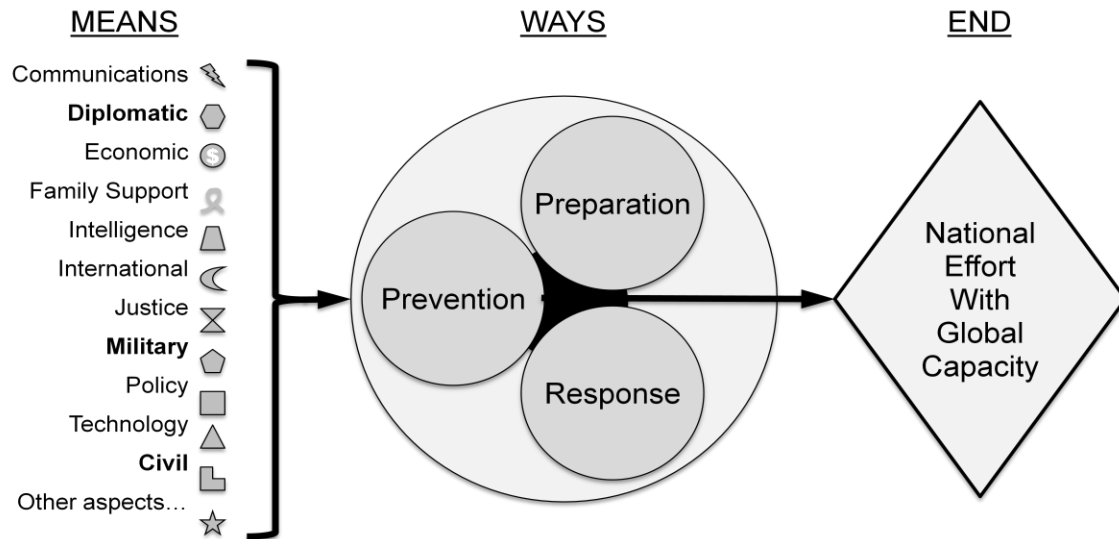 MEANS
Communications
Diplomatic
Economic
$
Family Support
Intelligence
International
Justice
Military
Policy
Technology
Civil
Other aspects…
WAYS
Preparation
Prevention
Response
END
National
Effort
With
Global
Capacity